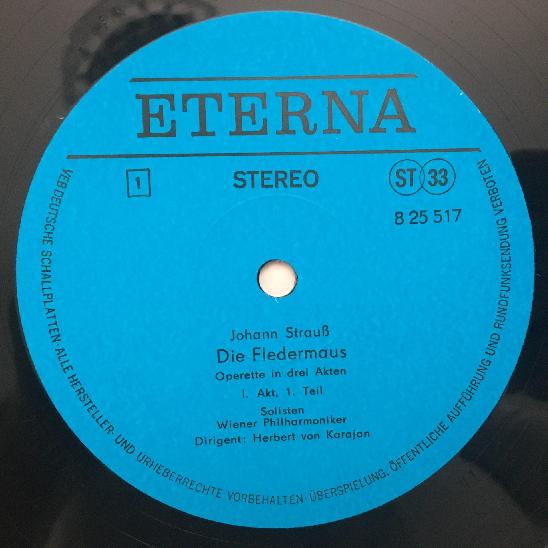 ETERNA
1
STEREO
ST 33
8 25 517
Johann Strauß
Die Fledermaus
Operette in drei Akten
I. Akt, 1. Teil
Solisten
Wiener Philharmoniker
Dirigent: Herbert von Karajan
VEB DEUTSCHE SCHALLPLATTEN·ALLE HERSTELLER- UND URHEBERRECHTE VORBEHALTEN·ÜBERSPIELUNG, ÖFFENTLICHE AUFFÜHRUNG UND RUNDFUNKSENDUNG VERBOTEN